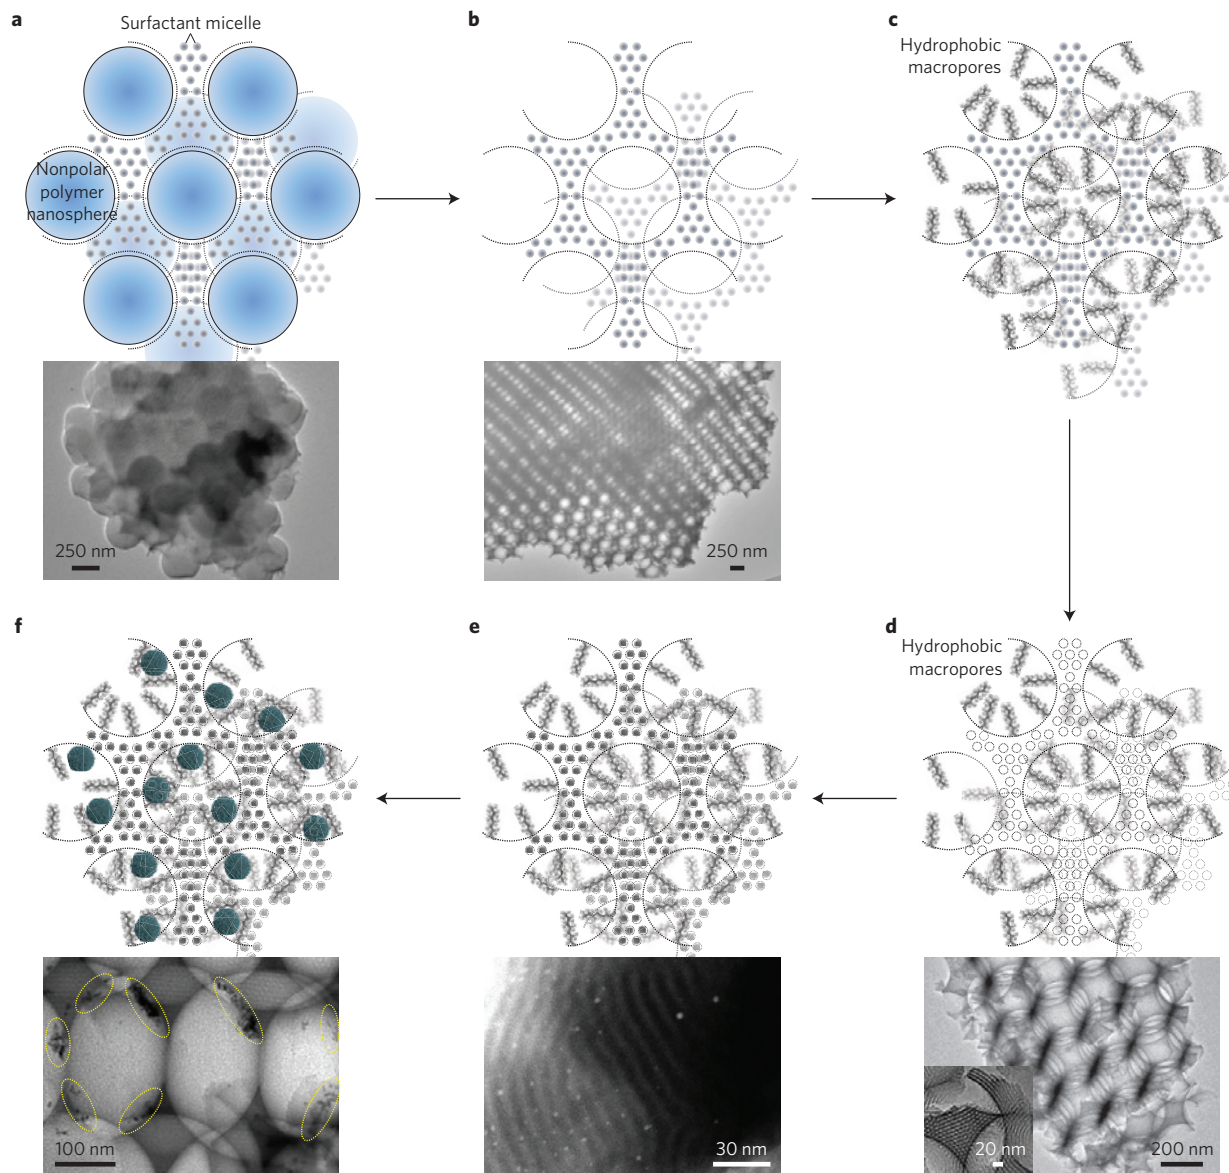 a
Surfactant micelle
Nonpolar
polymer
nanosphere
250 nm
b
250 nm
c
Hydrophobic
macropores
f
100 nm
e
30 nm
d
Hydrophobic
macropores
20 nm
200 nm